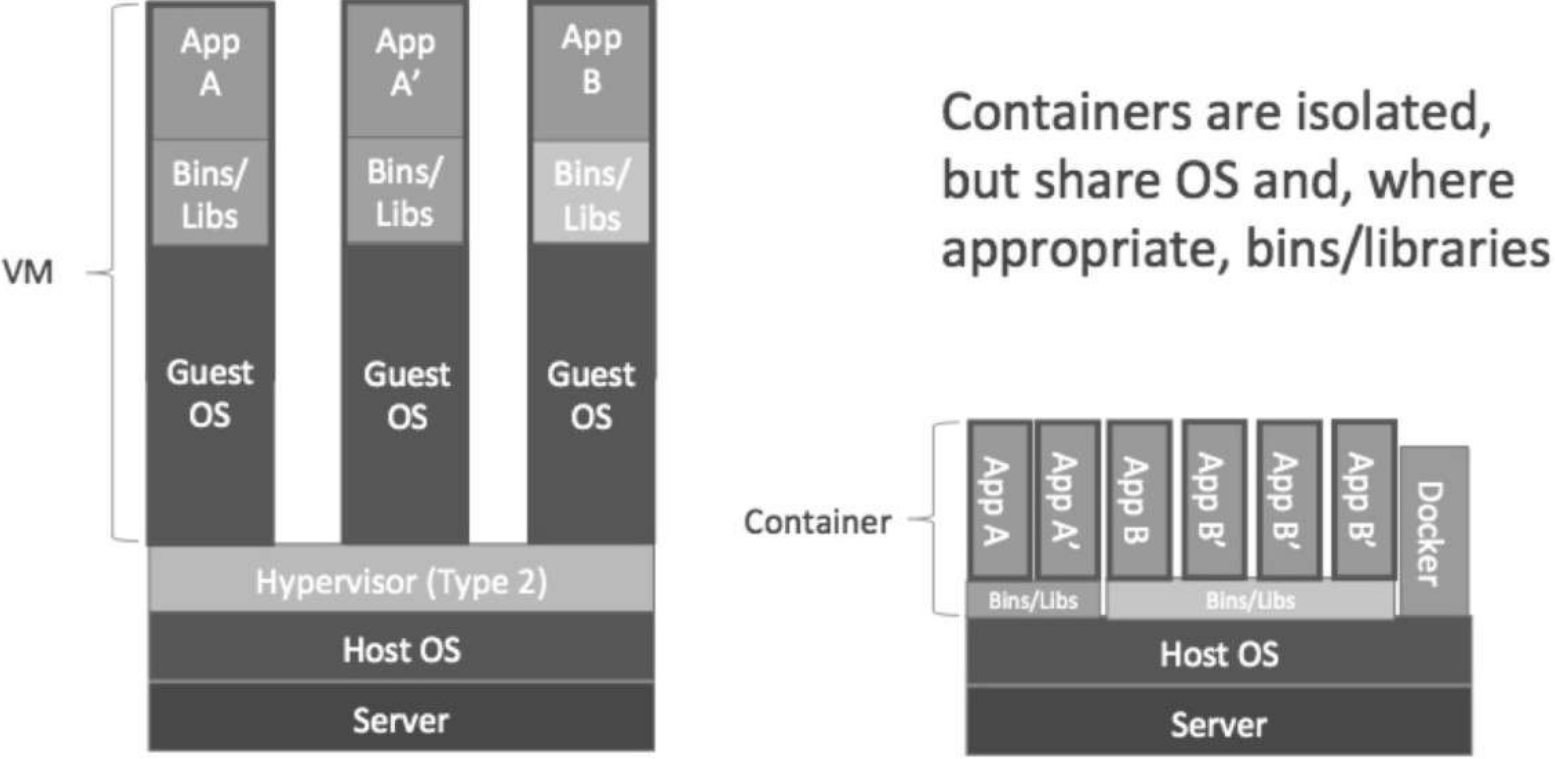 App
A
App
A’
App
B
Bins/
Libs
Bins/
Libs
Bins/
Libs
VM
Guest
OS
Guest
OS
Guest
OS
Hypervisor (Type 2)
Host OS
Server
Containers are isolated,
but share OS and, where
appropriate, bins/libraries
Container
App A
App A’
App B
App B’
App B’
App B’
Docker
Bins/Libs
Bins/Libs
Host OS
Server